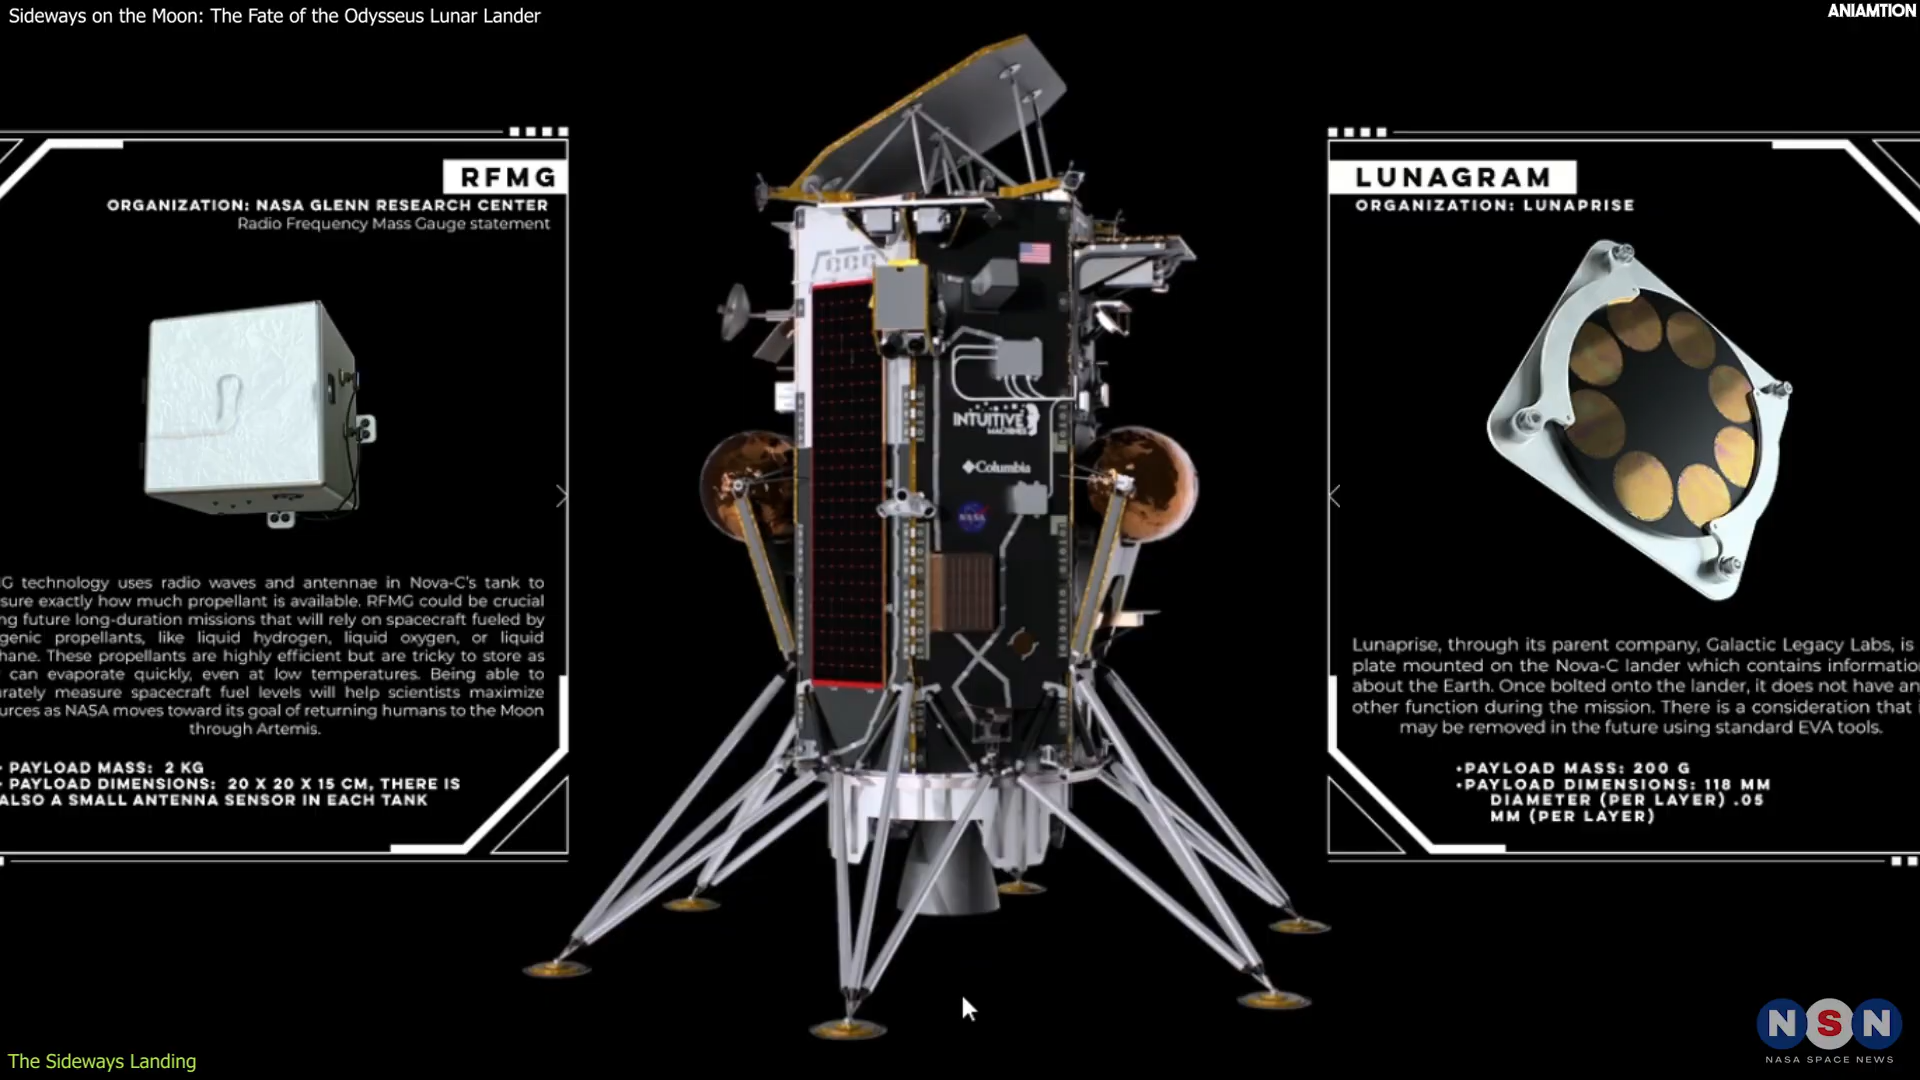 Sideways on the Moon: The Fate of the Odysseus Lunar Lander
ANIAMTION
RFMG
ORGANIZATION: NASA GLENN RESEARCH CENTER
Radio Frequency Mass Gauge statement
G technology uses radio waves and antennae in Nova-C's tank to
sure exactly how much propellant is available. RFMG could be crucial
ng future long-duration missions that will rely on spacecraft fueled by
genic propellants, like liquid hydrogen, liquid oxygen, or liquid
hane. These propellants are highly efficient but are tricky to store as
can evaporate quickly, even at low temperatures. Being able to
rately measure spacecraft fuel levels will help scientists maximize
urces as NASA moves toward its goal of returning humans to the Moon
through Artemis.
• PAYLOAD MASS: 2 KG
• PAYLOAD DIMENSIONS: 20 X 20 X 15 CM, THERE IS
ALSO A SMALL ANTENNA SENSOR IN EACH TANK
INTUITIVE
MACHINES
Columbia
NASA
LUNAGRAM
ORGANIZATION: LUNAPRISE
Lunaprise, through its parent company, Galactic Legacy Labs, is
plate mounted on the Nova-C lander which contains information
about the Earth. Once bolted onto the lander, it does not have an
other function during the mission. There is a consideration that i
may be removed in the future using standard EVA tools.
•PAYLOAD MASS: 200 G
•PAYLOAD DIMENSIONS: 118 MM
DIAMETER (PER LAYER) .05
MM (PER LAYER)
The Sideways Landing
NSN
NASA SPACE NEWS